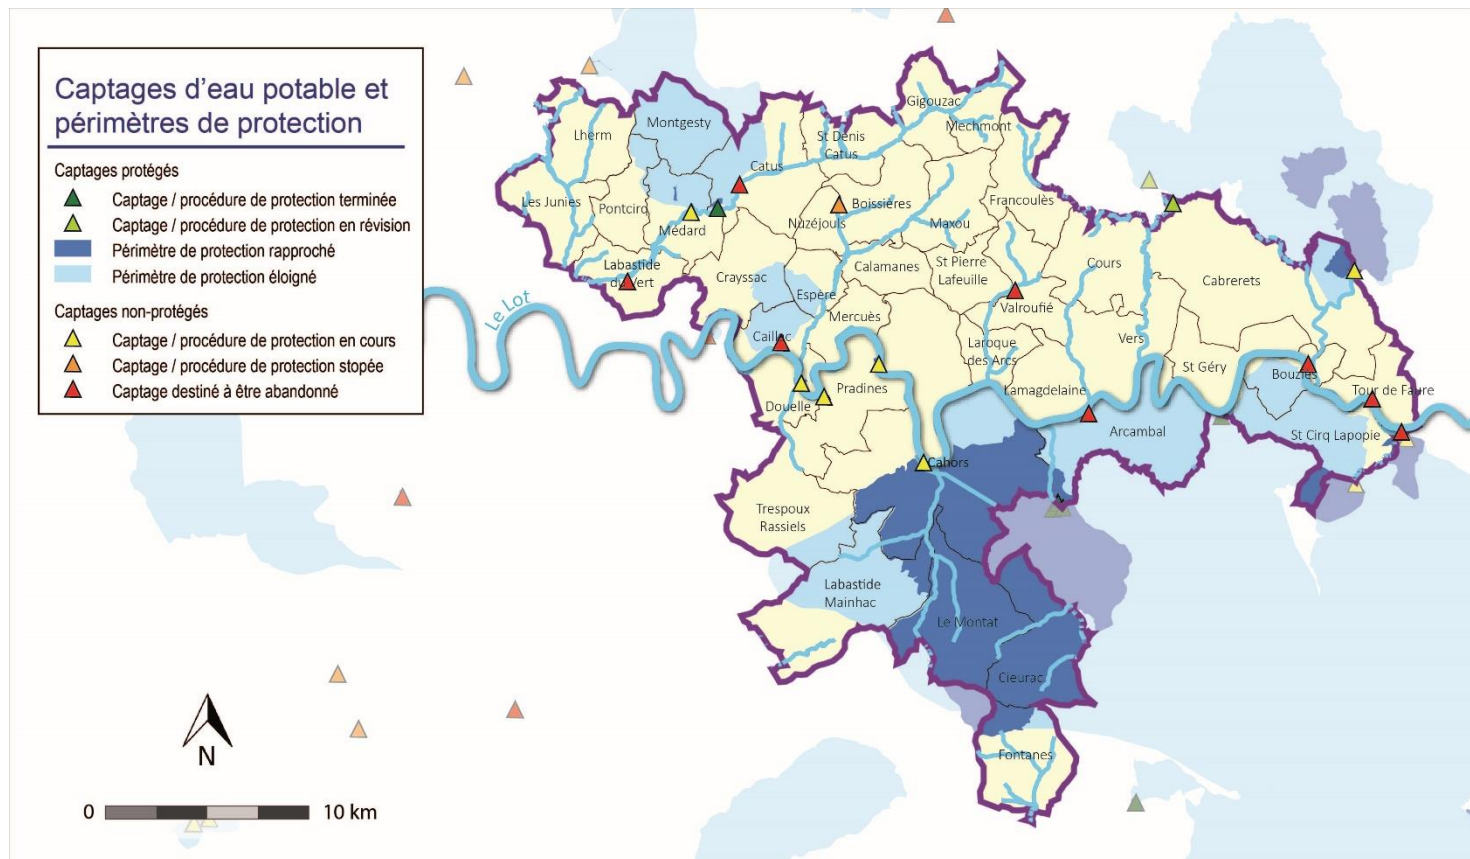 Captages d'eau potable et
périmètres de protection
Captages protégés
Captage / procédure de protection terminée
Captage / procédure de protection en révision
Périmètre de protection rapproché
Périmètre de protection éloigné
Captages non-protégés
Captage / procédure de protection en cours
Captage / procédure de protection stopée
Captage destiné à être abandonné
N
0
10 km
Le Lot
Gigouzac
Lherm
Montgesty
St Dénis
Catus
Mechmont
Catus
Les Junies
Pontcirq
Médard
Nuzéjouls
Boissières
Maxou
Francoulès
Labastide
du Vert
Crayssac
Espère
Calamanes
St Pierre
Lafeuille
Cours
Cabrerets
Mercuès
Valroufié
Caillac
Laroque
des Arcs
Vers
St Géry
Bouziès
Tour de Faure
Douelle
Pradines
Lamagdelaine
Arcambal
St Cirq Lapopie
Cahors
Trespoux
Rassiels
Labastide
Mainhac
Le Montat
Cieurac
Fontanes